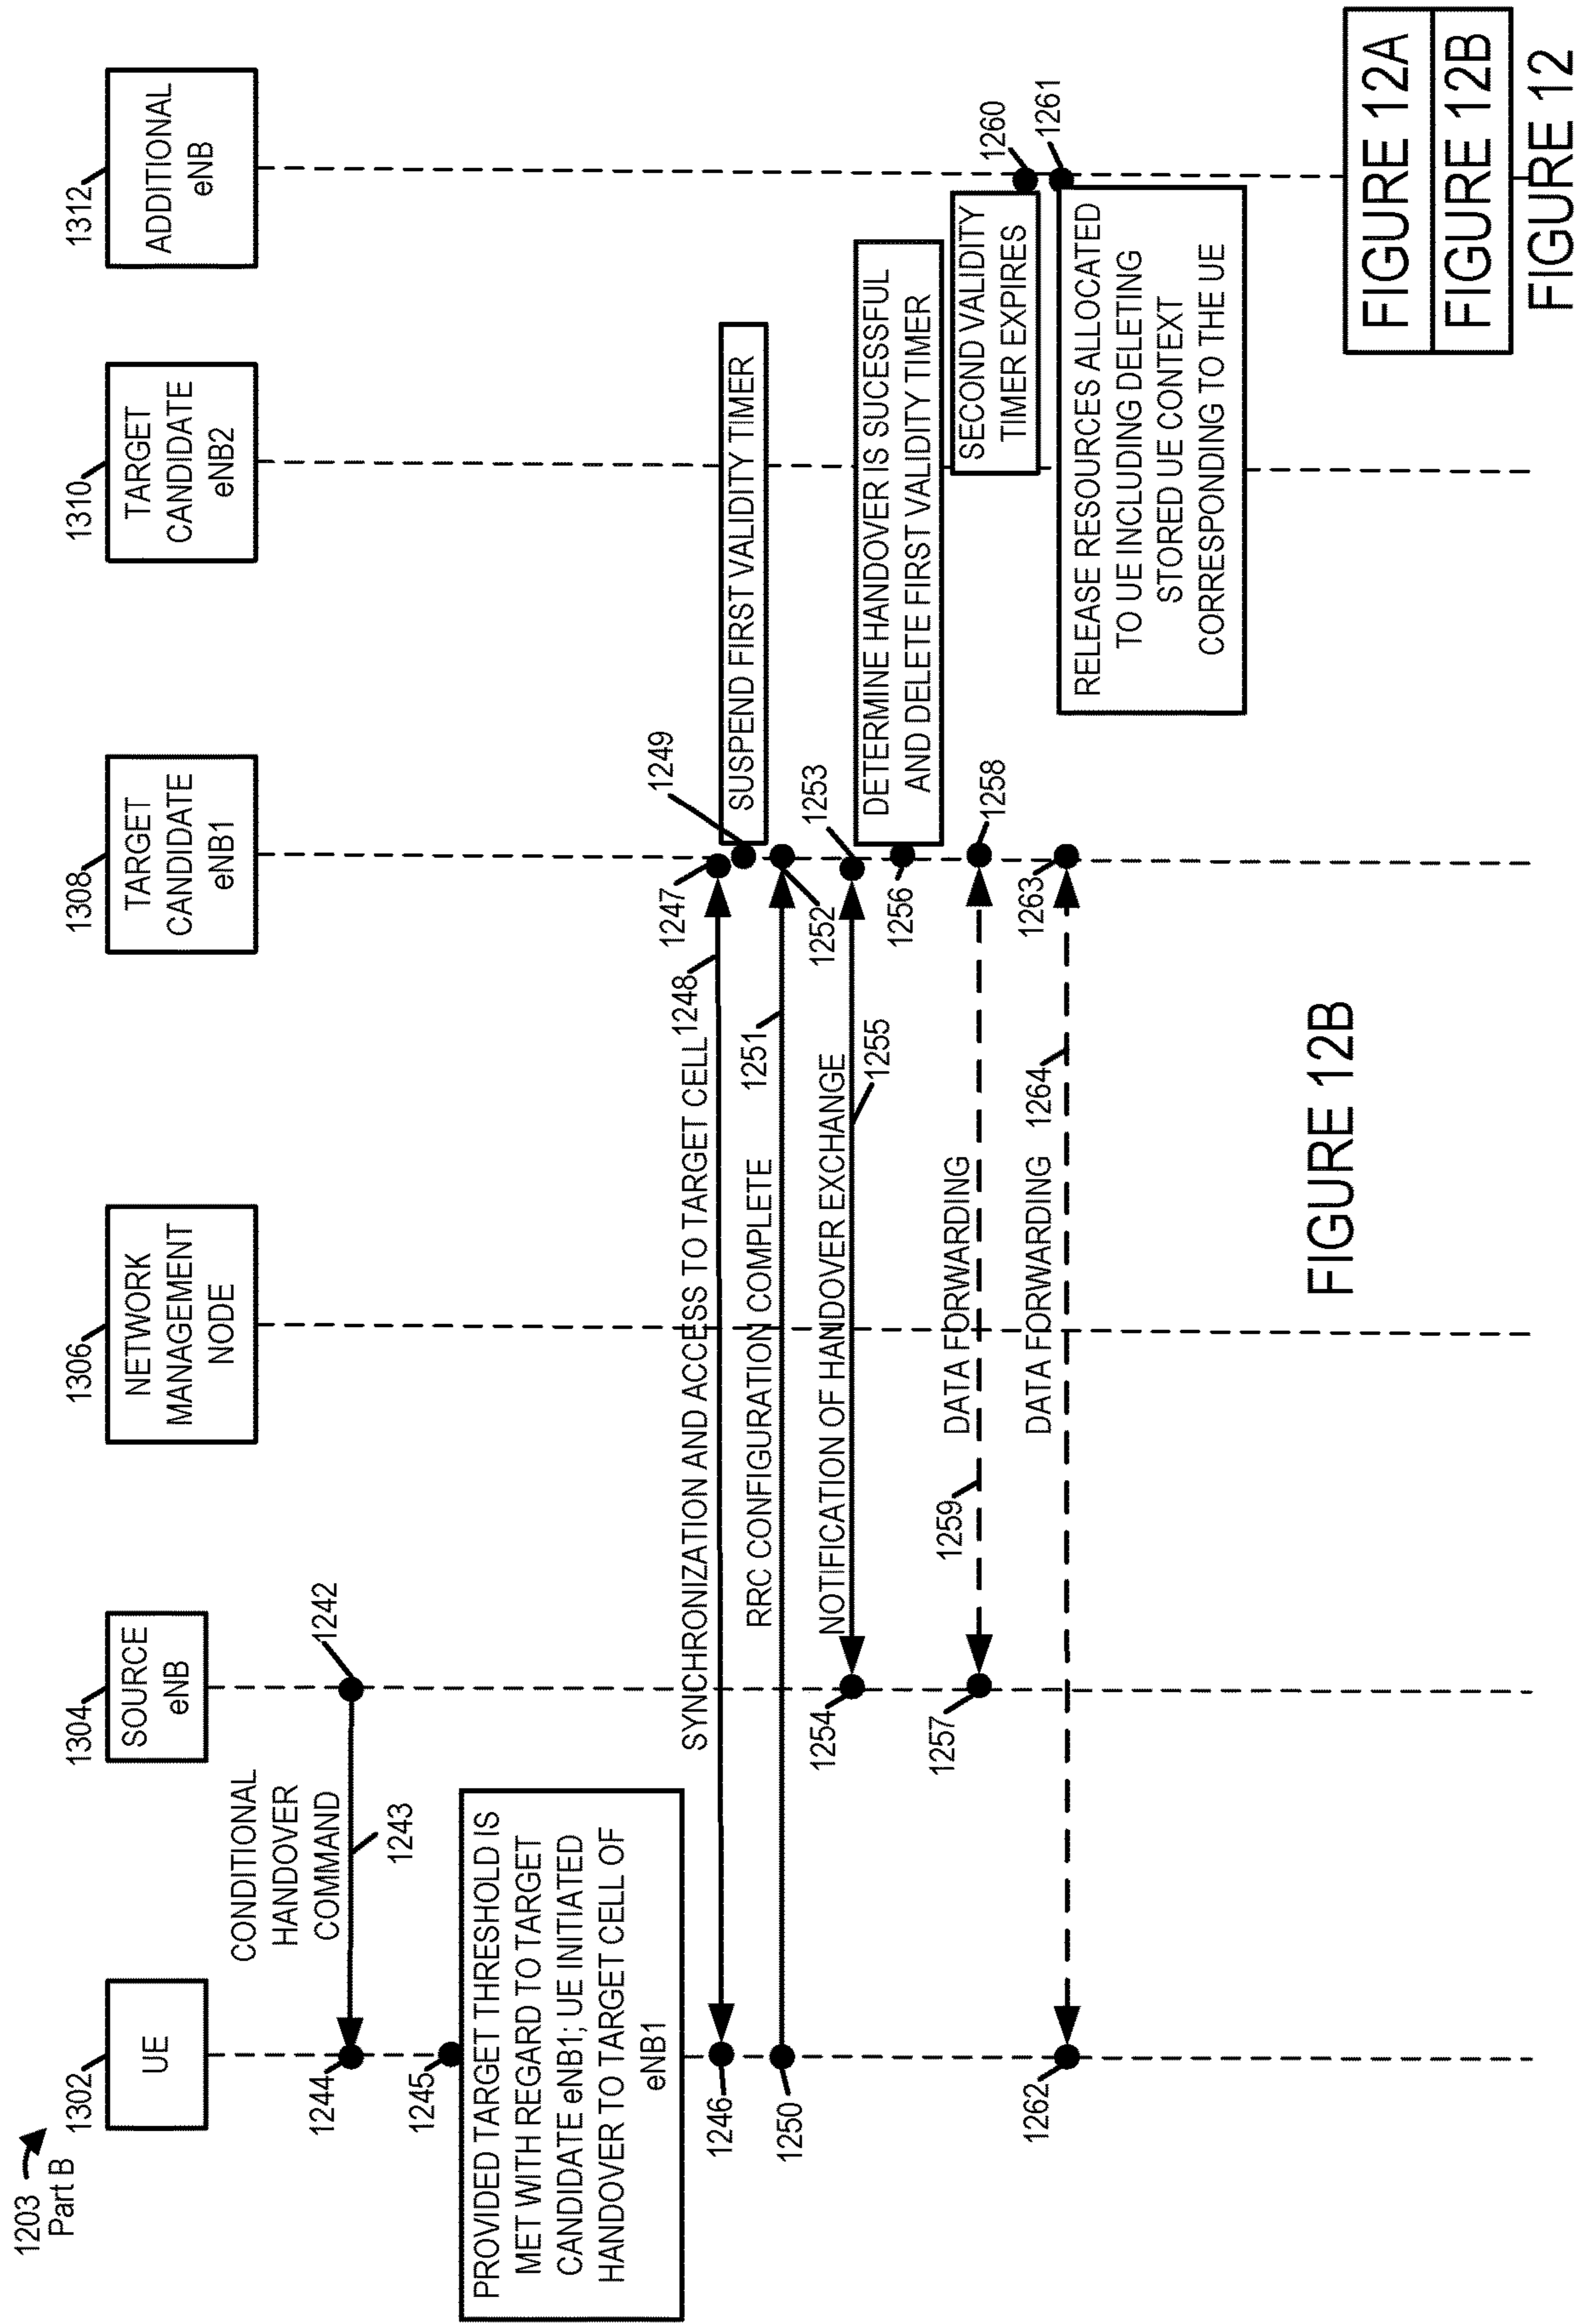 1203
Part B
1302
UE
1304
SOURCE
eNB
1306
NETWORK
MANAGEMENT
NODE
1308
TARGET
CANDIDATE
eNB1
1310
TARGET
CANDIDATE
eNB2
1312
ADDITIONAL
eNB
CONDITIONAL
HANDOVER
COMMAND
1242
1243
1244
1245
PROVIDED TARGET THRESHOLD IS
MET WITH REGARD TO TARGET
CANDIDATE eNB1; UE INITIATED
HANDOVER TO TARGET CELL OF
eNB1
SYNCHRONIZATION AND ACCESS TO TARGET CELL
1246
1248
1247
1249
SUSPEND FIRST VALIDITY TIMER
RRC CONFIGURATION COMPLETE
1250
1251
1252
NOTIFICATION OF HANDOVER EXCHANGE
1254
1255
1253
DETERMINE HANDOVER IS SUCESSFUL
AND DELETE FIRST VALIDITY TIMER
1256
DATA FORWARDING
1257
1259
1258
SECOND VALIDITY
TIMER EXPIRES
1260
DATA FORWARDING
1262
1264
1263
1261
RELEASE RESOURCES ALLOCATED
TO UE INCLUDING DELETING
STORED UE CONTEXT
CORRESPONDING TO THE UE
FIGURE 12B
FIGURE 12A
FIGURE 12B
FIGURE 12